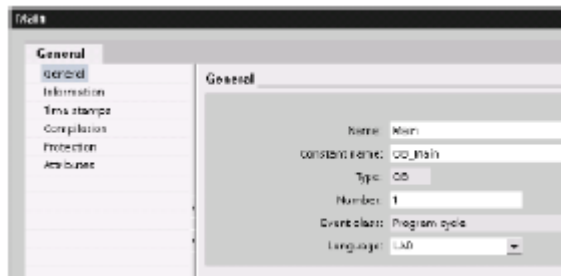 Main
General
General
Information
Time stamps
Compilation
Protection
Attributes
General
Name: Main
Constant name: OB_Main
Type: OB
Number: 1
Event class: Program cycle
Language: LAD